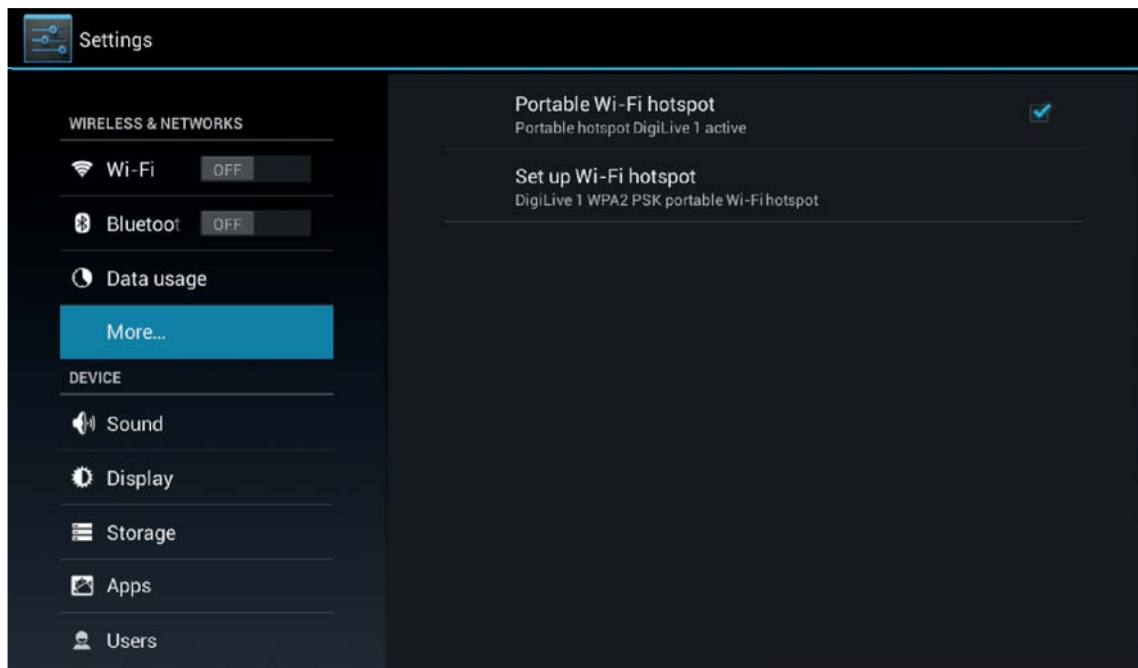 Settings
WIRELESS & NETWORKS
Wi-Fi OFF
Bluetoot OFF
Data usage
More...
DEVICE
Sound
Display
Storage
Apps
Users
Portable Wi-Fi hotspot
Portable hotspot DigiLive 1 active
Set up Wi-Fi hotspot
DigiLive 1 WPA2 PSK portable Wi-Fi hotspot